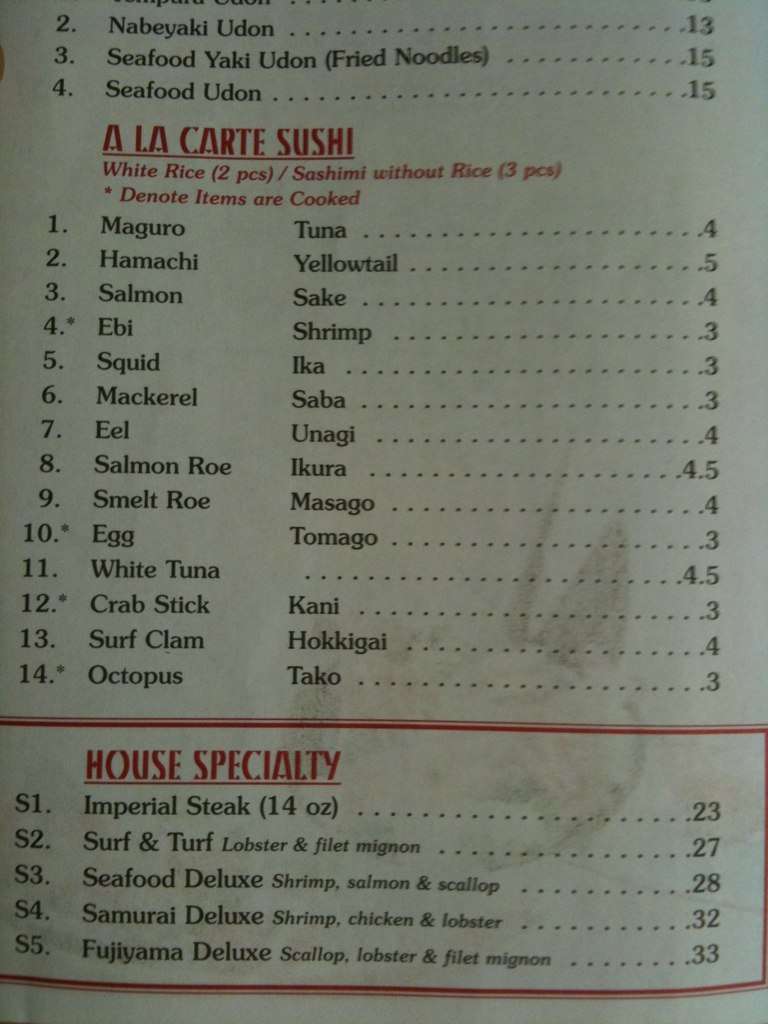 Udon
2. Nabeyaki Udon . . . . . . . . . . . . . . . . . . . . . . . . . . .13
3. Seafood Yaki Udon (Fried Noodles) . . . . . . . . . . . .15
4. Seafood Udon . . . . . . . . . . . . . . . . . . . . . . . . . . . .15
A LA CARTE SUSHI
White Rice (2 pcs) / Sashimi without Rice (3 pcs)
* Denote Items are Cooked
1. Maguro Tuna . . . . . . . . . . . . . . . . . . . . . .4
2. Hamachi Yellowtail . . . . . . . . . . . . . . . . . . .5
3. Salmon Sake . . . . . . . . . . . . . . . . . . . . . .4
4.* Ebi Shrimp . . . . . . . . . . . . . . . . . . . .3
5. Squid Ika . . . . . . . . . . . . . . . . . . . . . . .3
6. Mackerel Saba . . . . . . . . . . . . . . . . . . . . . .3
7. Eel Unagi . . . . . . . . . . . . . . . . . . . . .4
8. Salmon Roe Ikura . . . . . . . . . . . . . . . . . . . .4.5
9. Smelt Roe Masago . . . . . . . . . . . . . . . . . . . .4
10.* Egg Tomago . . . . . . . . . . . . . . . . . . . .3
11. White Tuna . . . . . . . . . . . . . . . . . . . . . . . .4.5
12.* Crab Stick Kani . . . . . . . . . . . . . . . . . . . . . .3
13. Surf Clam Hokkigai . . . . . . . . . . . . . . . . . . .4
14.* Octopus Tako . . . . . . . . . . . . . . . . . . . . . .3
HOUSE SPECIALTY
S1. Imperial Steak (14 oz) . . . . . . . . . . . . . . . . . . . . .23
S2. Surf & Turf Lobster & filet mignon . . . . . . . . . . . . . . . .27
S3. Seafood Deluxe Shrimp, salmon & scallop . . . . . . . . . . .28
S4. Samurai Deluxe Shrimp, chicken & lobster . . . . . . . . . . .32
S5. Fujiyama Deluxe Scallop, lobster & filet mignon . . . . . . . .33